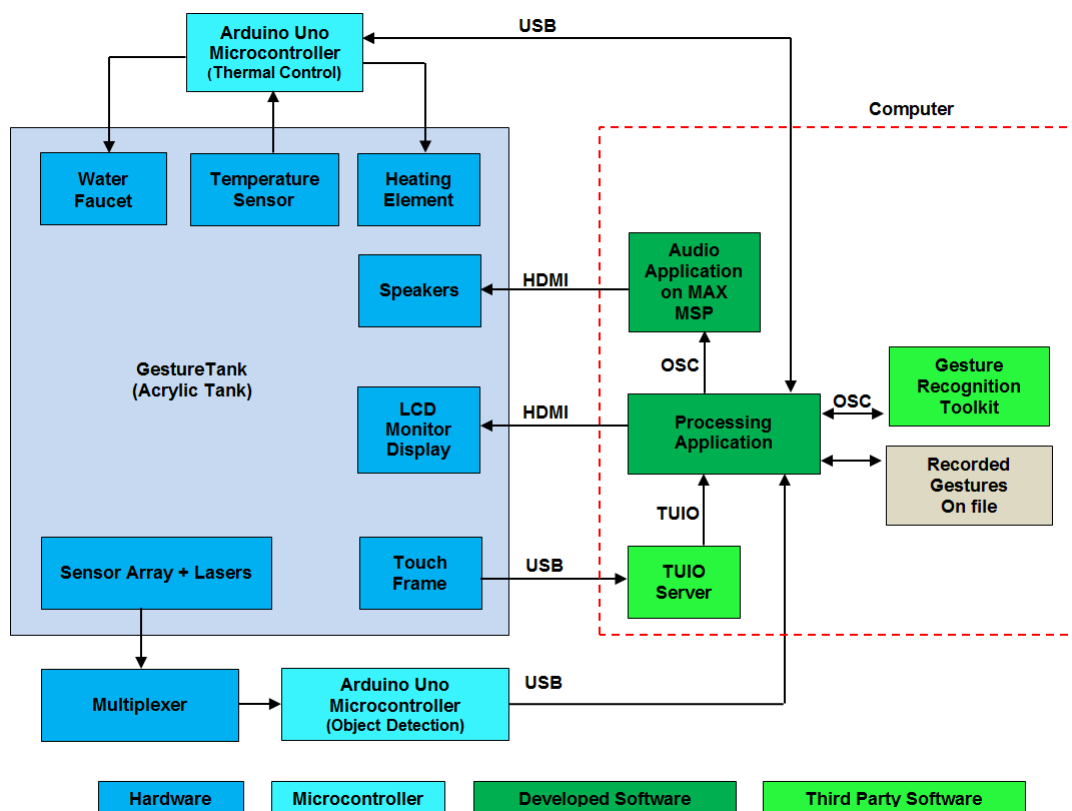 Arduino Uno
Microcontroller
(Thermal Control)
USB
Computer
Water
Faucet
Temperature
Sensor
Heating
Element
Speakers
HDMI
Audio
Application
on MAX
MSP
GestureTank
(Acrylic Tank)
OSC
LCD
Monitor
Display
HDMI
Processing
Application
OSC
Gesture
Recognition
Toolkit
Recorded
Gestures
On file
TUIO
Sensor Array + Lasers
Touch
Frame
USB
TUIO
Server
Multiplexer
Arduino Uno
Microcontroller
(Object Detection)
USB
Hardware
Microcontroller
Developed Software
Third Party Software